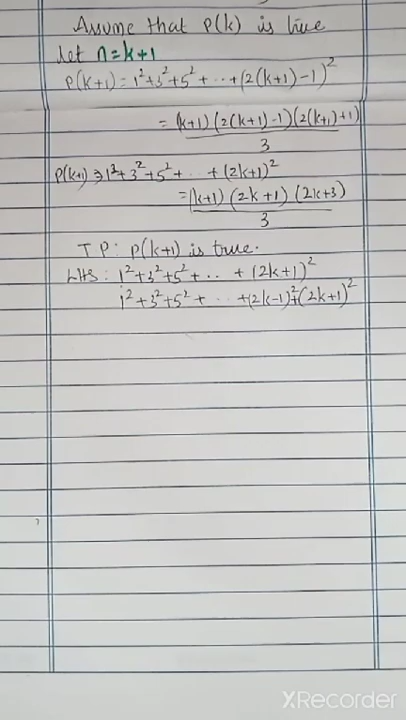 Assume that P(k) is true
let n=k+1
P(k+1)=1²+3²+5²+...+(2(k+1)-1)²
=(k+1)(2(k+1)-1)(2(k+1)+1)
3
P(k+1)⇒1²+3²+5²+...+(2k+1)²
=(k+1)(2k+1)(2k+3)
3
TP: P(k+1) is true.
LHS: 1²+3²+5²+..+(2k+1)²
1²+3²+5²+..+(2k-1)²+(2k+1)²
XRecorder